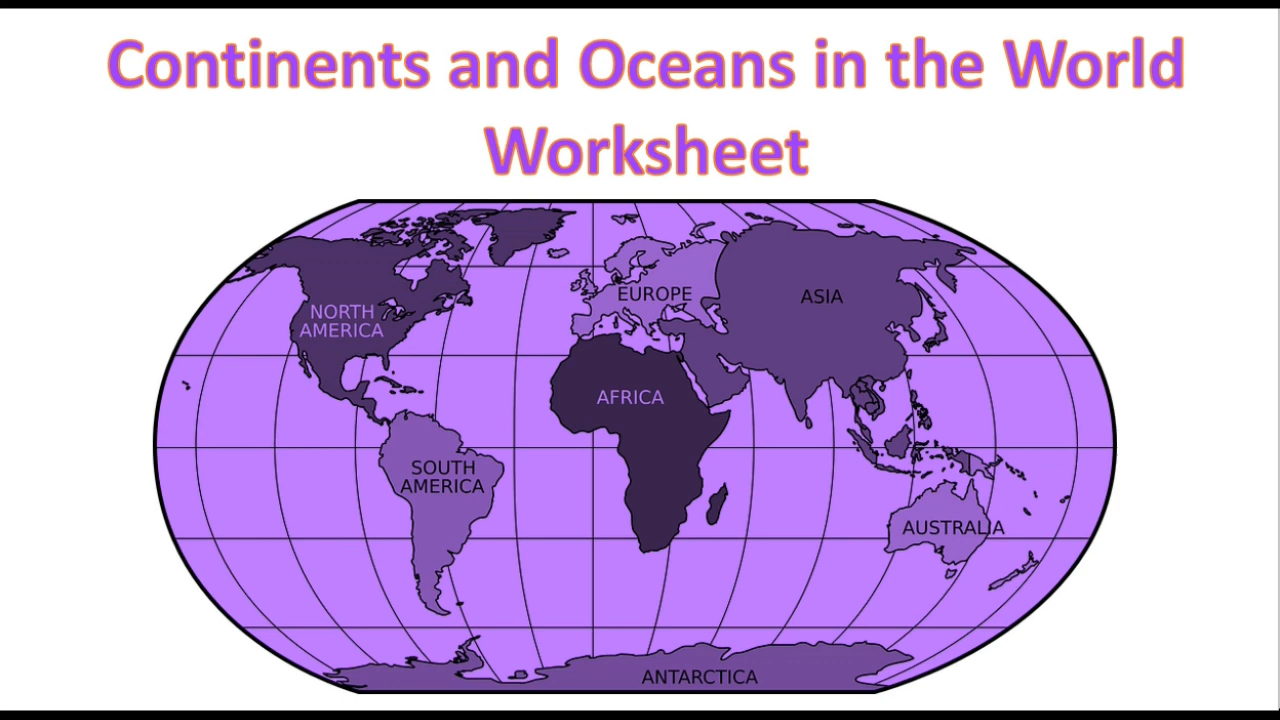 Continents and Oceans in the World
Worksheet
NORTH
AMERICA
EUROPE
ASIA
AFRICA
SOUTH
AMERICA
AUSTRALIA
ANTARCTICA